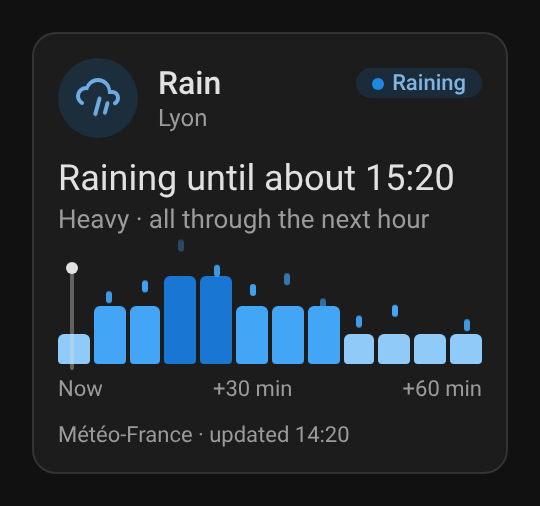 Rain
Raining
Lyon
Raining until about 15:20
Heavy · all through the next hour
Now +30 min +60 min
Météo-France · updated 14:20